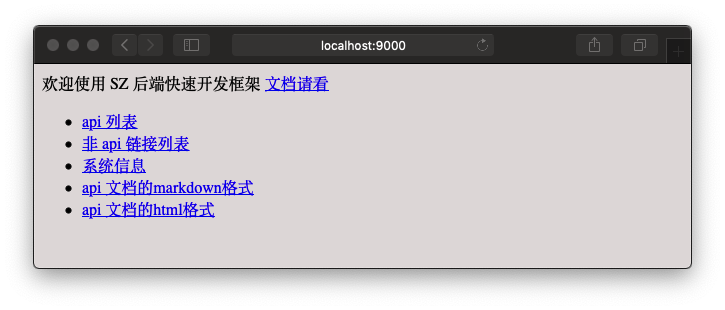 localhost:9000
欢迎使用 SZ 后端快速开发框架 文档请看
api 列表
非 api 链接列表
系统信息
api 文档的markdown格式
api 文档的html格式